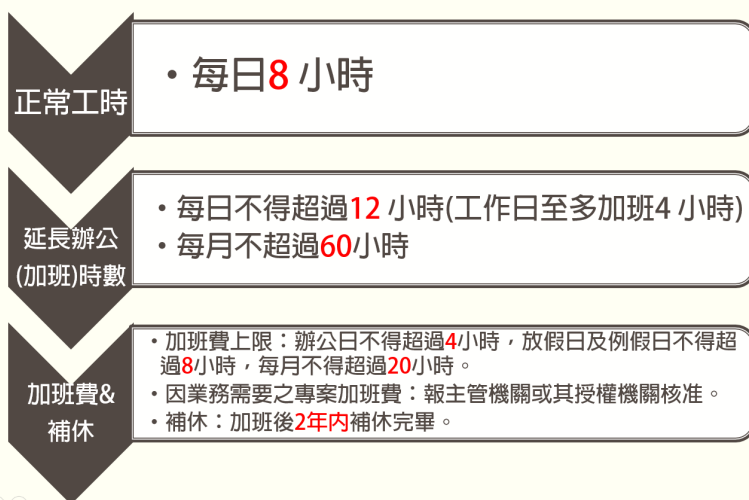 正常工時
・每日8 小時
延長辦公
(加班)時數
・每日不得超過12 小時(工作日至多加班4 小時)
・每月不超過60小時
加班費&
補休
・加班費上限：辦公日不得超過4小時，放假日及例假日不得超
過8小時，每月不得超過20小時。
・因業務需要之專案加班費：報主管機關或其授權機關核准。
・補休：加班後2年内補休完畢。